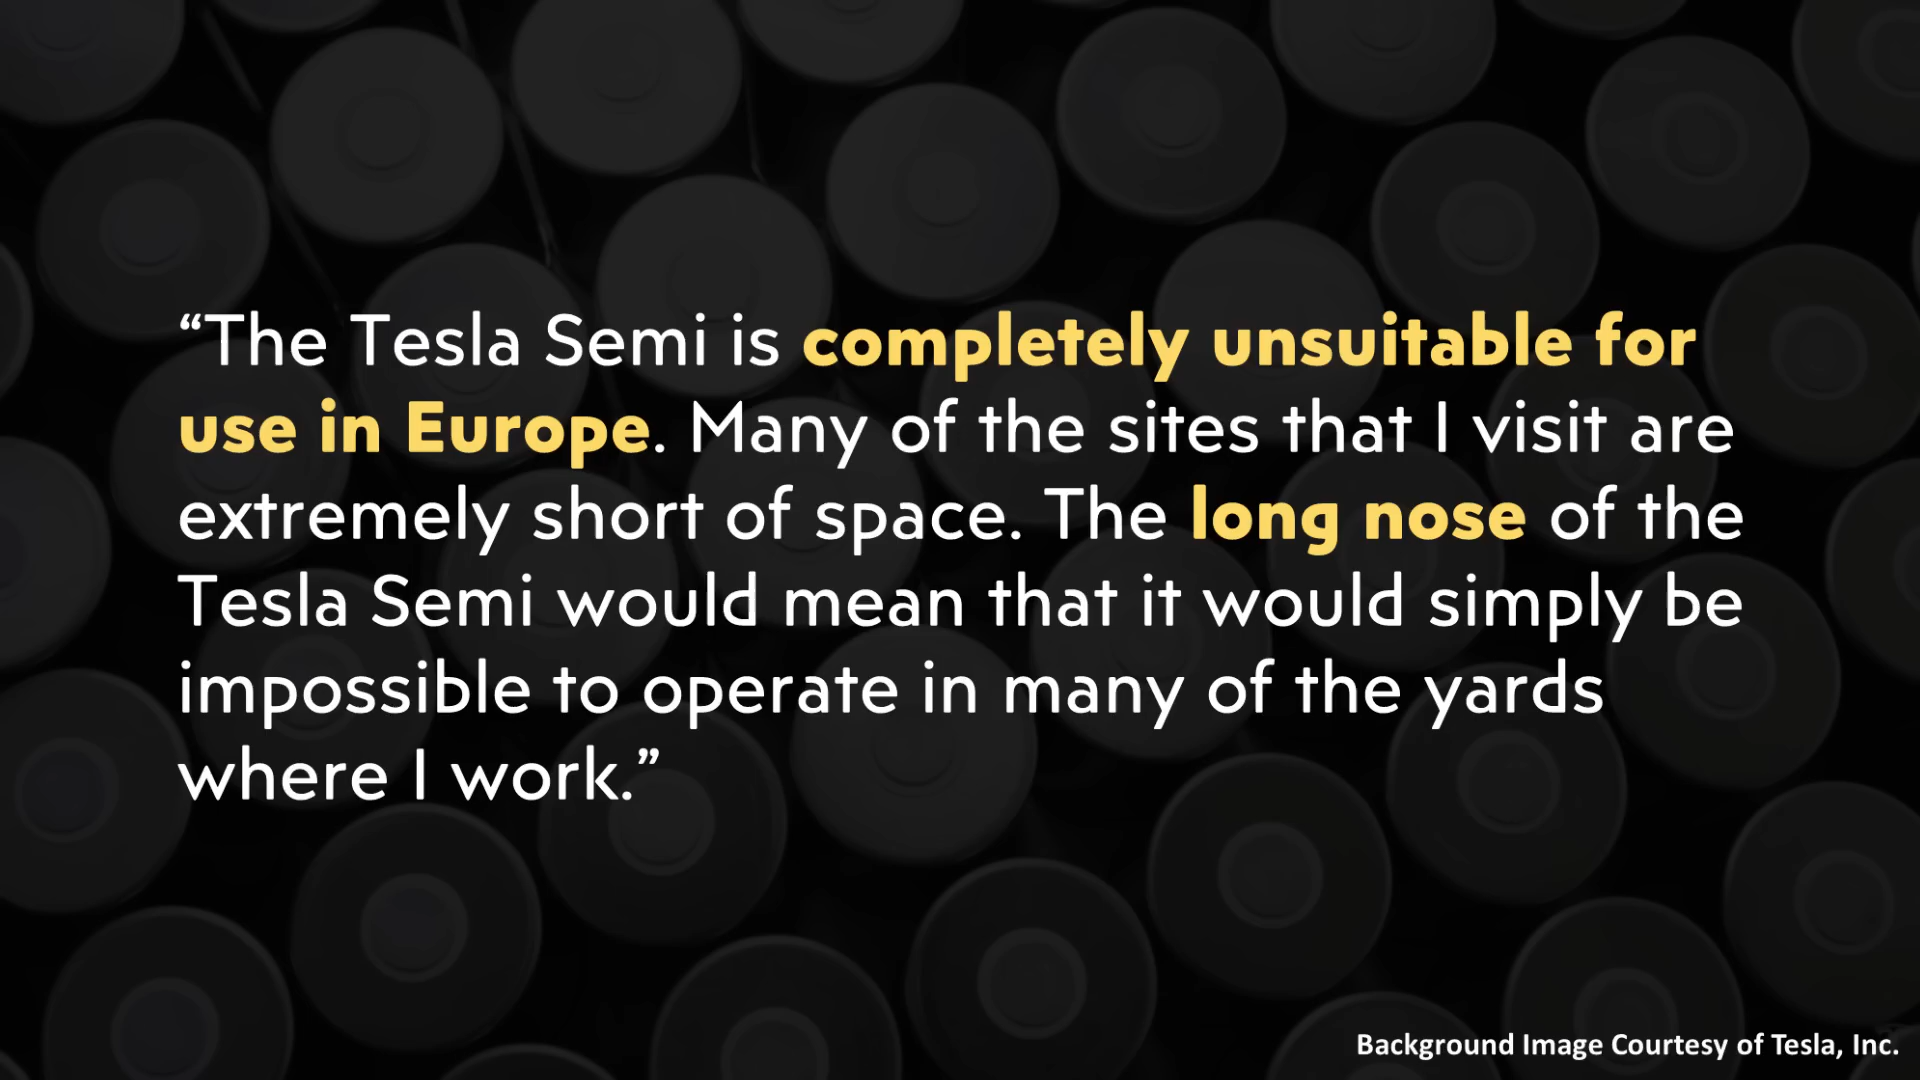 “The Tesla Semi is completely unsuitable for
use in Europe. Many of the sites that I visit are
extremely short of space. The long nose of the
Tesla Semi would mean that it would simply be
impossible to operate in many of the yards
where I work.”
Background Image Courtesy of Tesla, Inc.